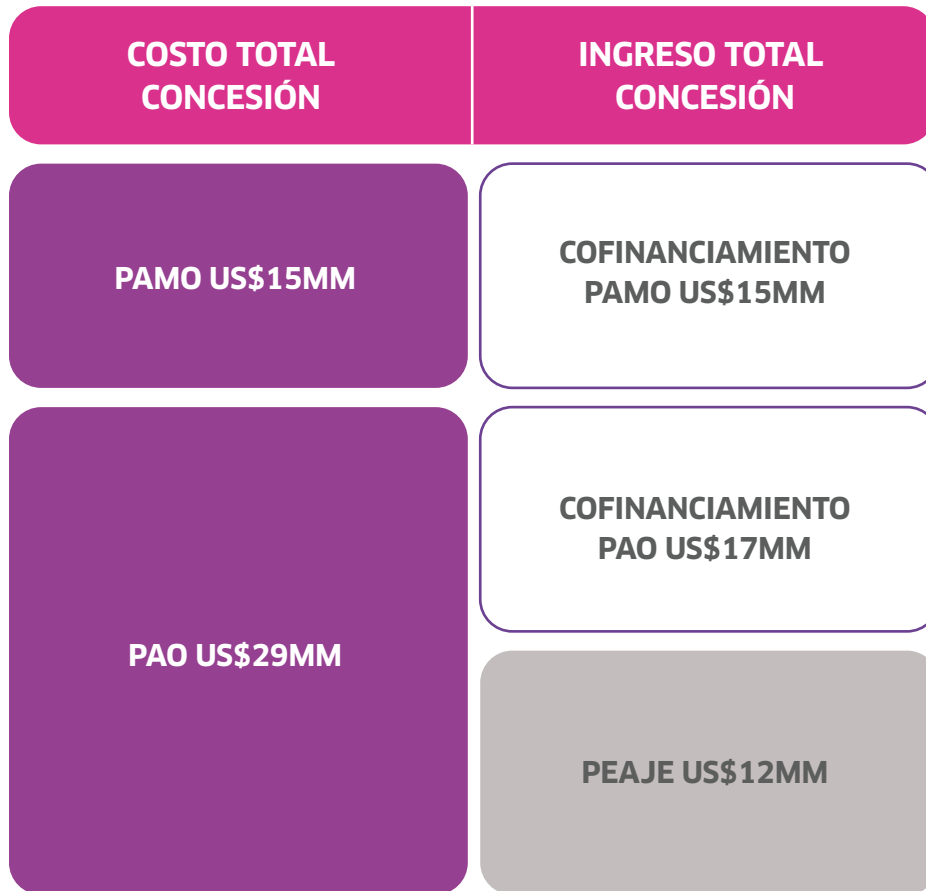 COSTO TOTAL
CONCESIÓN
INGRESO TOTAL
CONCESIÓN
PAMO US$15MM
COFINANCIAMIENTO
PAMO US$15MM
PAO US$29MM
COFINANCIAMIENTO
PAO US$17MM
PEAJE US$12MM